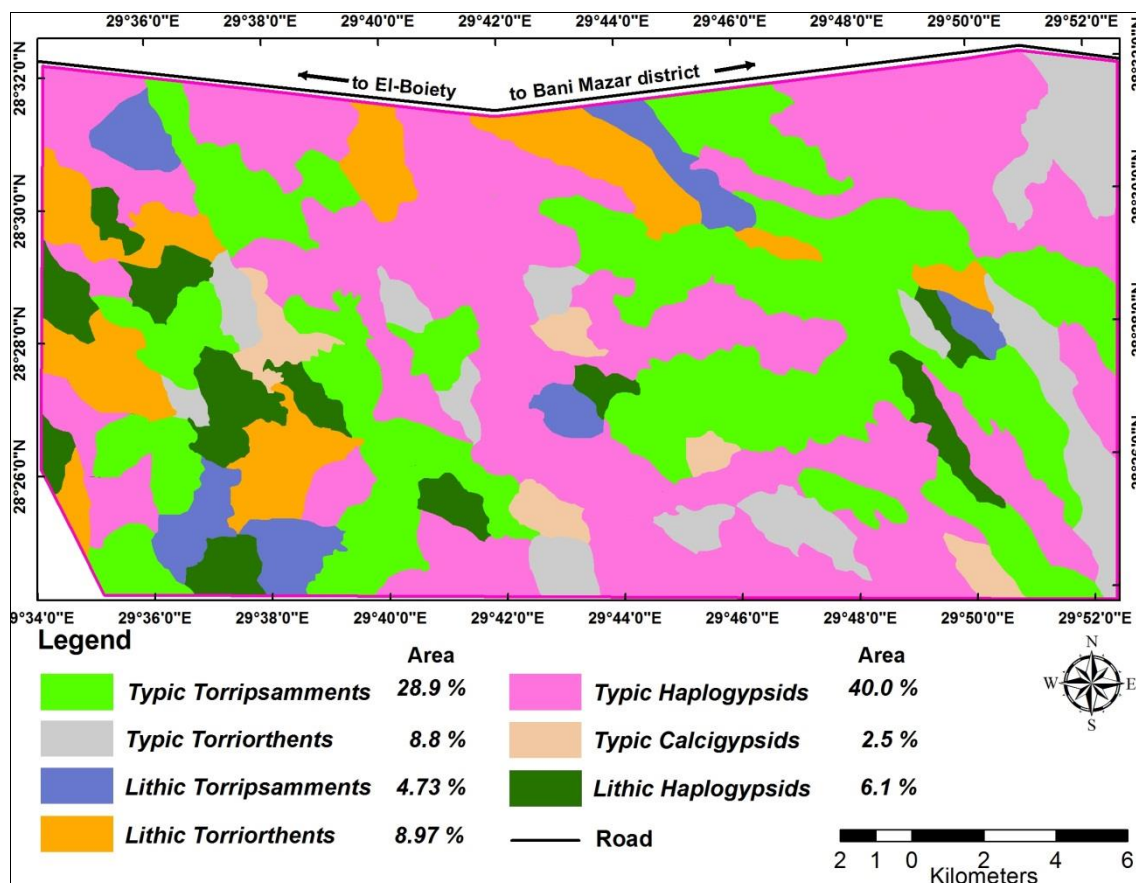 29°34'0"E 29°36'0"E 29°38'0"E 29°40'0"E 29°42'0"E 29°44'0"E 29°46'0"E 29°48'0"E 29°50'0"E 29°52'0"E
28°32'0"N
to El-Boiety to Bani Mazar district
28°30'0"N
28°28'0"N
28°26'0"N
29°34'0"E 29°36'0"E 29°38'0"E 29°40'0"E 29°42'0"E 29°44'0"E 29°46'0"E 29°48'0"E 29°50'0"E 29°52'0"E
Legend
Area Area
Typic Torripsamments 28.9 % Typic Haplogypsids 40.0 %
Typic Torriorthents 8.8 % Typic Calcigypsids 2.5 %
Lithic Torripsamments 4.73 % Lithic Haplogypsids 6.1 %
Lithic Torriorthents 8.97 % Road
N
W E
S
2 1 0 2 4 6
Kilometers